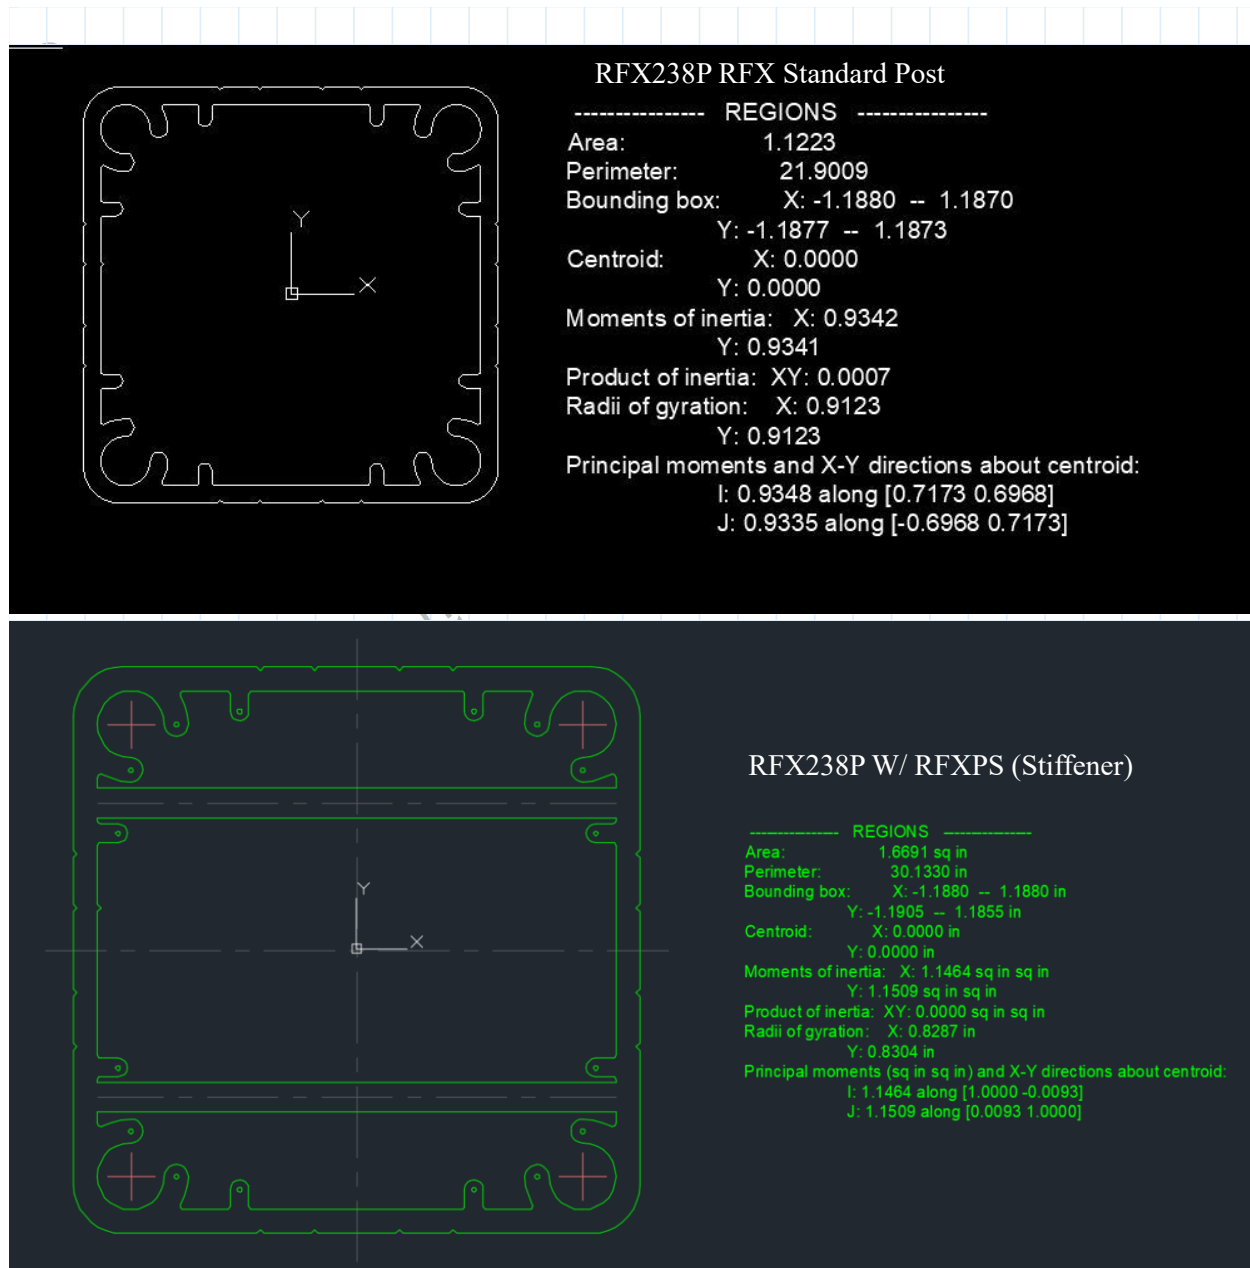 RFX238P RFX Standard Post
---------------- REGIONS ----------------
Area: 1.1223
Perimeter: 21.9009
Bounding box: X: -1.1880 -- 1.1870
Y: -1.1877 -- 1.1873
Centroid: X: 0.0000
Y: 0.0000
Moments of inertia: X: 0.9342
Y: 0.9341
Product of inertia: XY: 0.0007
Radii of gyration: X: 0.9123
Y: 0.9123
Principal moments and X-Y directions about centroid:
I: 0.9348 along [0.7173 0.6968]
J: 0.9335 along [-0.6968 0.7173]
Y
X
RFX238P W/ RFXPS (Stiffener)
---------------- REGIONS ----------------
Area: 1.6691 sq in
Perimeter: 30.1330 in
Bounding box: X: -1.1880 -- 1.1880 in
Y: -1.1905 -- 1.1855 in
Centroid: X: 0.0000 in
Y: 0.0000 in
Moments of inertia: X: 1.1464 sq in sq in
Y: 1.1509 sq in sq in
Product of inertia: XY: 0.0000 sq in sq in
Radii of gyration: X: 0.8287 in
Y: 0.8304 in
Principal moments (sq in sq in) and X-Y directions about centroid:
I: 1.1464 along [1.0000 -0.0093]
J: 1.1509 along [0.0093 1.0000]
Y
X